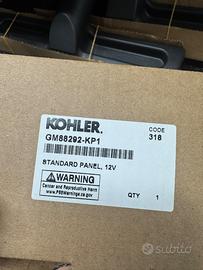 KOHLER.
CODE
GM88292-KP1
318
STANDARD PANEL, 12V
WARNING
Cancer and Reproductive Harm
www.P65Warnings.ca.gov
QTY
1
subito